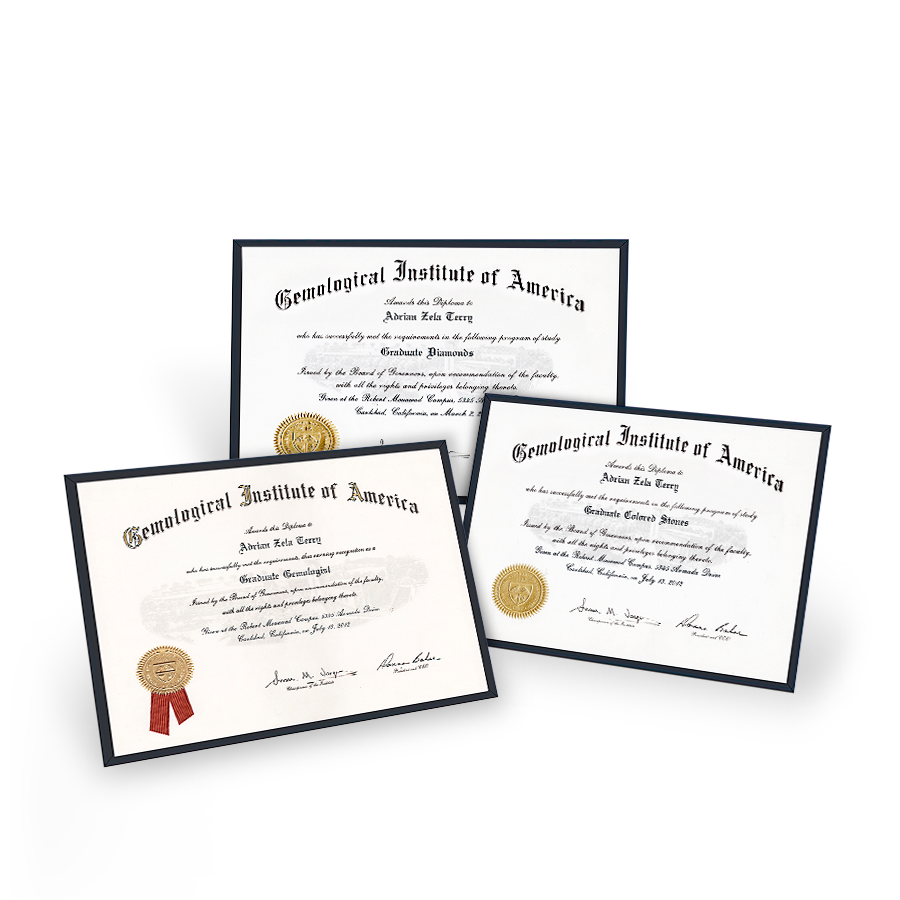 Gemological Institute of America
Awards this Diploma to
Adrian Zela Terry
who has successfully met the requirements in the following program of study
Graduate Diamonds
Issued by the Board of Governors, upon recommendation of the faculty,
with all the rights and privileges belonging thereto.
Given at the Robert Mouawad Campus, 5345
Carlsbad, California, on March 2
Gemological Institute of America
Awards this Diploma to
Adrian Zela Terry
who has successfully met the requirements, thus earning recognition as a
Graduate Gemologist
Issued by the Board of Governors, upon recommendation of the faculty,
with all the rights and privileges belonging thereto.
Given at the Robert Mouawad Campus, 5345 Armada Drive
Carlsbad, California, on July 13, 2012
Gemological Institute of America
Awards this Diploma to
Adrian Zela Terry
who has successfully met the requirements in the following program of study
Graduate Colored Stones
Issued by the Board of Governors, upon recommendation of the faculty,
with all the rights and privileges belonging thereto.
Given at the Robert Mouawad Campus, 5345 Armada Drive
Carlsbad, California, on July 13, 2012
President and CEO